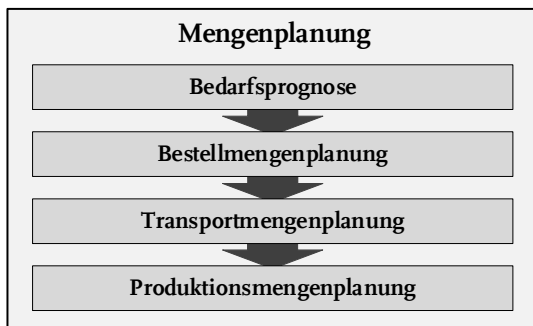 Mengenplanung
Bedarfsprognose
Bestellmengenplanung
Transportmengenplanung
Produktionsmengenplanung